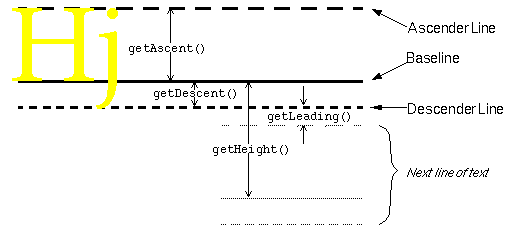 Hj
Ascender Line
getAscent()
Baseline
getDescent()
Descender Line
getLeading()
getHeight()
Next line of text